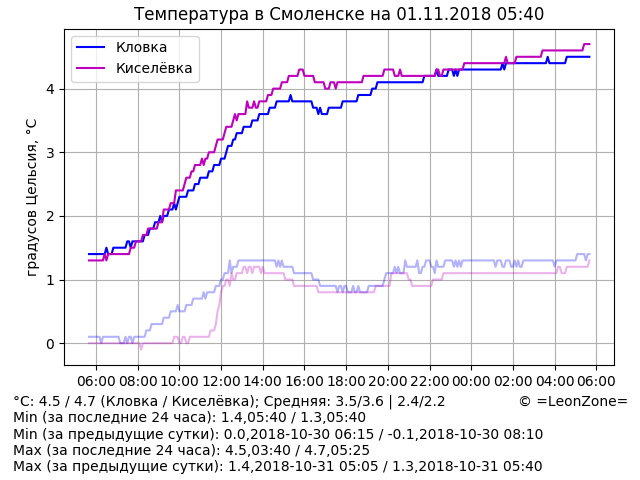 Температура в Смоленске на 01.11.2018 05:40
Кловка
Киселёвка
градусов Цельсия, °C
4
3
2
1
0
06:00 08:00 10:00 12:00 14:00 16:00 18:00 20:00 22:00 00:00 02:00 04:00 06:00
°C: 4.5 / 4.7 (Кловка / Киселёвка); Средняя: 3.5/3.6 | 2.4/2.2 © =LeonZone=
Min (за последние 24 часа): 1.4,05:40 / 1.3,05:40
Min (за предыдущие сутки): 0.0,2018-10-30 06:15 / -0.1,2018-10-30 08:10
Max (за последние 24 часа): 4.5,03:40 / 4.7,05:25
Max (за предыдущие сутки): 1.4,2018-10-31 05:05 / 1.3,2018-10-31 05:40